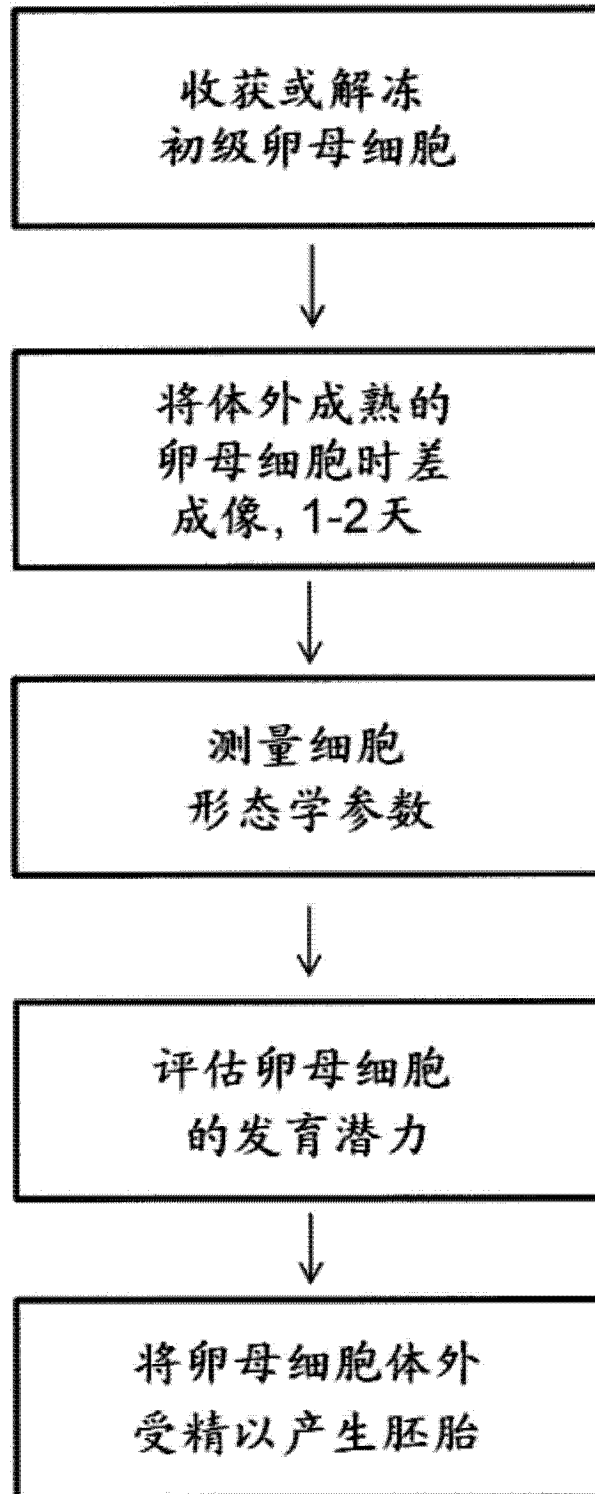 收获或解冻
初级卵母细胞
将体外成熟的
卵母细胞时差
成像, 1-2天
测量细胞
形态学参数
评估卵母细胞
的发育潜力
将卵母细胞体外
受精以产生胚胎